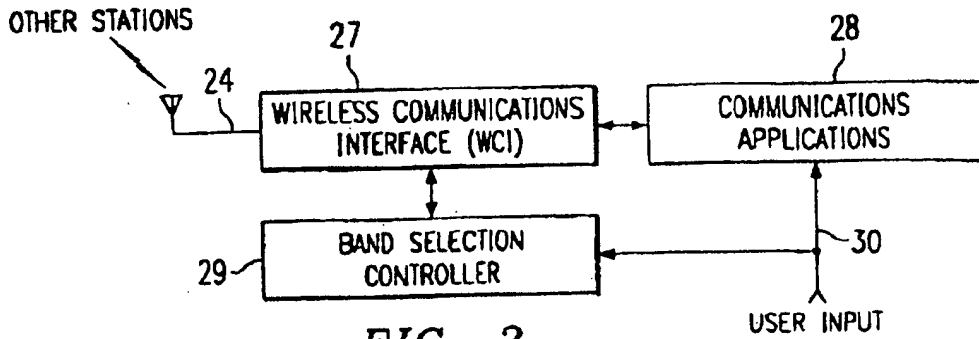 OTHER STATIONS
24
27
WIRELESS COMMUNICATIONS
INTERFACE (WCI)
28
COMMUNICATIONS
APPLICATIONS
29
BAND SELECTION
CONTROLLER
30
USER INPUT